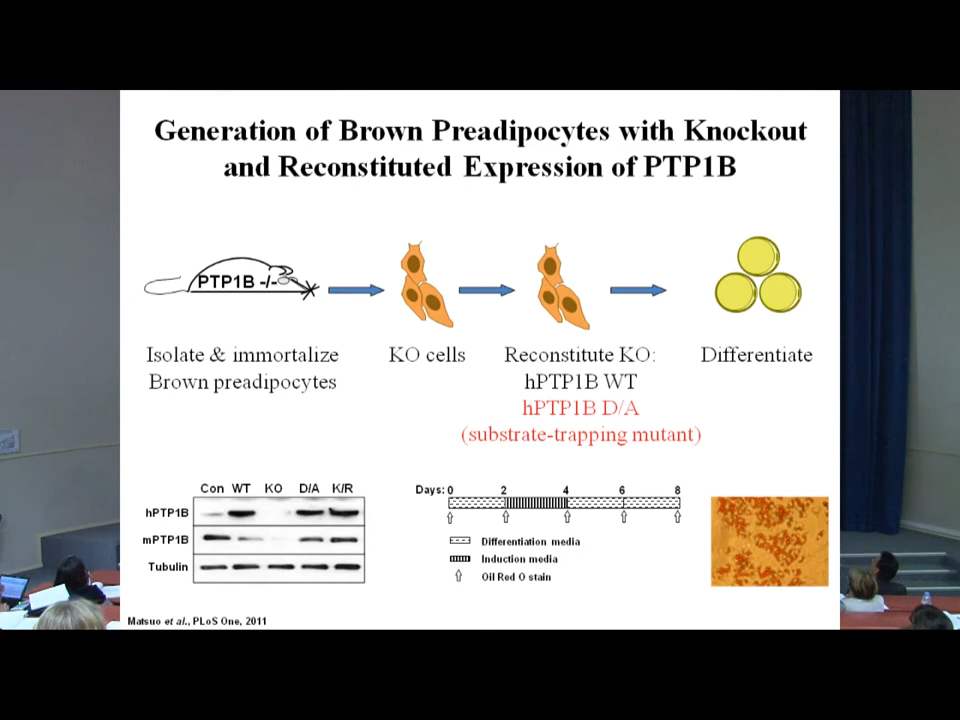 Generation of Brown Preadipocytes with Knockout
and Reconstituted Expression of PTP1B
PTP1B -/-
Isolate & immortalize
Brown preadipocytes
KO cells
Reconstitute KO:
hPTP1B WT
hPTP1B D/A
(substrate-trapping mutant)
Differentiate
Con WT KO D/A K/R
hPTP1B
mPTP1B
Tubulin
Days: 0 2 4 6 8
Differentiation media
Induction media
Oil Red O stain
Matsuo et al., PLoS One, 2011